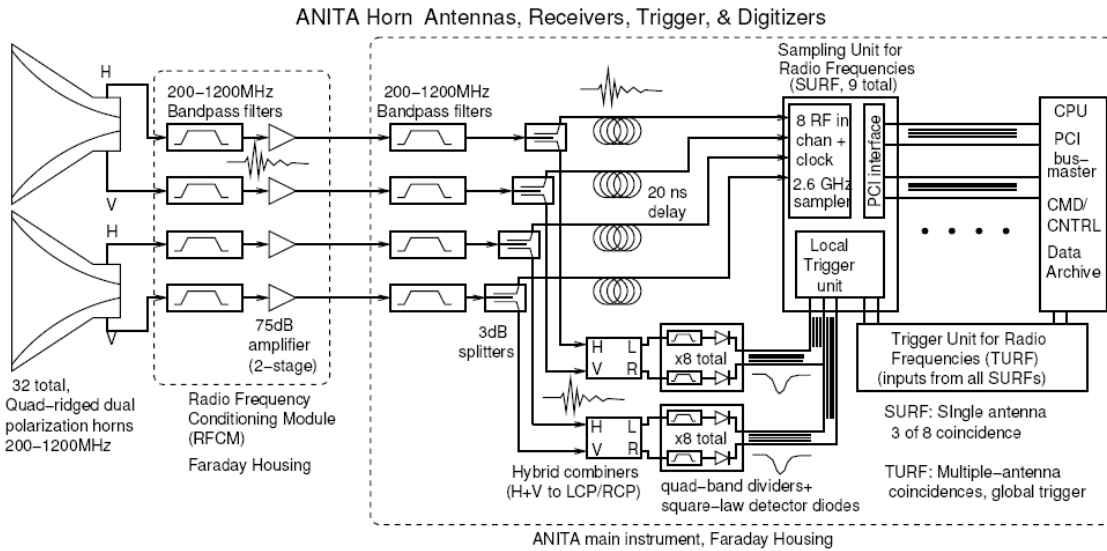 ANITA Horn Antennas, Receivers, Trigger, & Digitizers
H
V
H
V
32 total,
Quad-ridged dual
polarization horns
200-1200MHz
200-1200MHz
Bandpass filters
75dB
amplifier
(2-stage)
Radio Frequency
Conditioning Module
(RFCM)
Faraday Housing
200-1200MHz
Bandpass filters
3dB
splitters
20 ns
delay
Sampling Unit for
Radio Frequencies
(SURF, 9 total)
8 RF in
chan +
clock
2.6 GHz
sampler
PCI interface
Local
Trigger
unit
CPU
PCI
bus-
master
CMD/
CNTRL
Data
Archive
H L
V R
x8 total
H L
V R
x8 total
Hybrid combiners
(H+V to LCP/RCP)
quad-band dividers+
square-law detector diodes
Trigger Unit for Radio
Frequencies (TURF)
(inputs from all SURFs)
SURF: SIngle antenna
3 of 8 coincidence
TURF: Multiple-antenna
coincidences, global trigger
ANITA main instrument, Faraday Housing